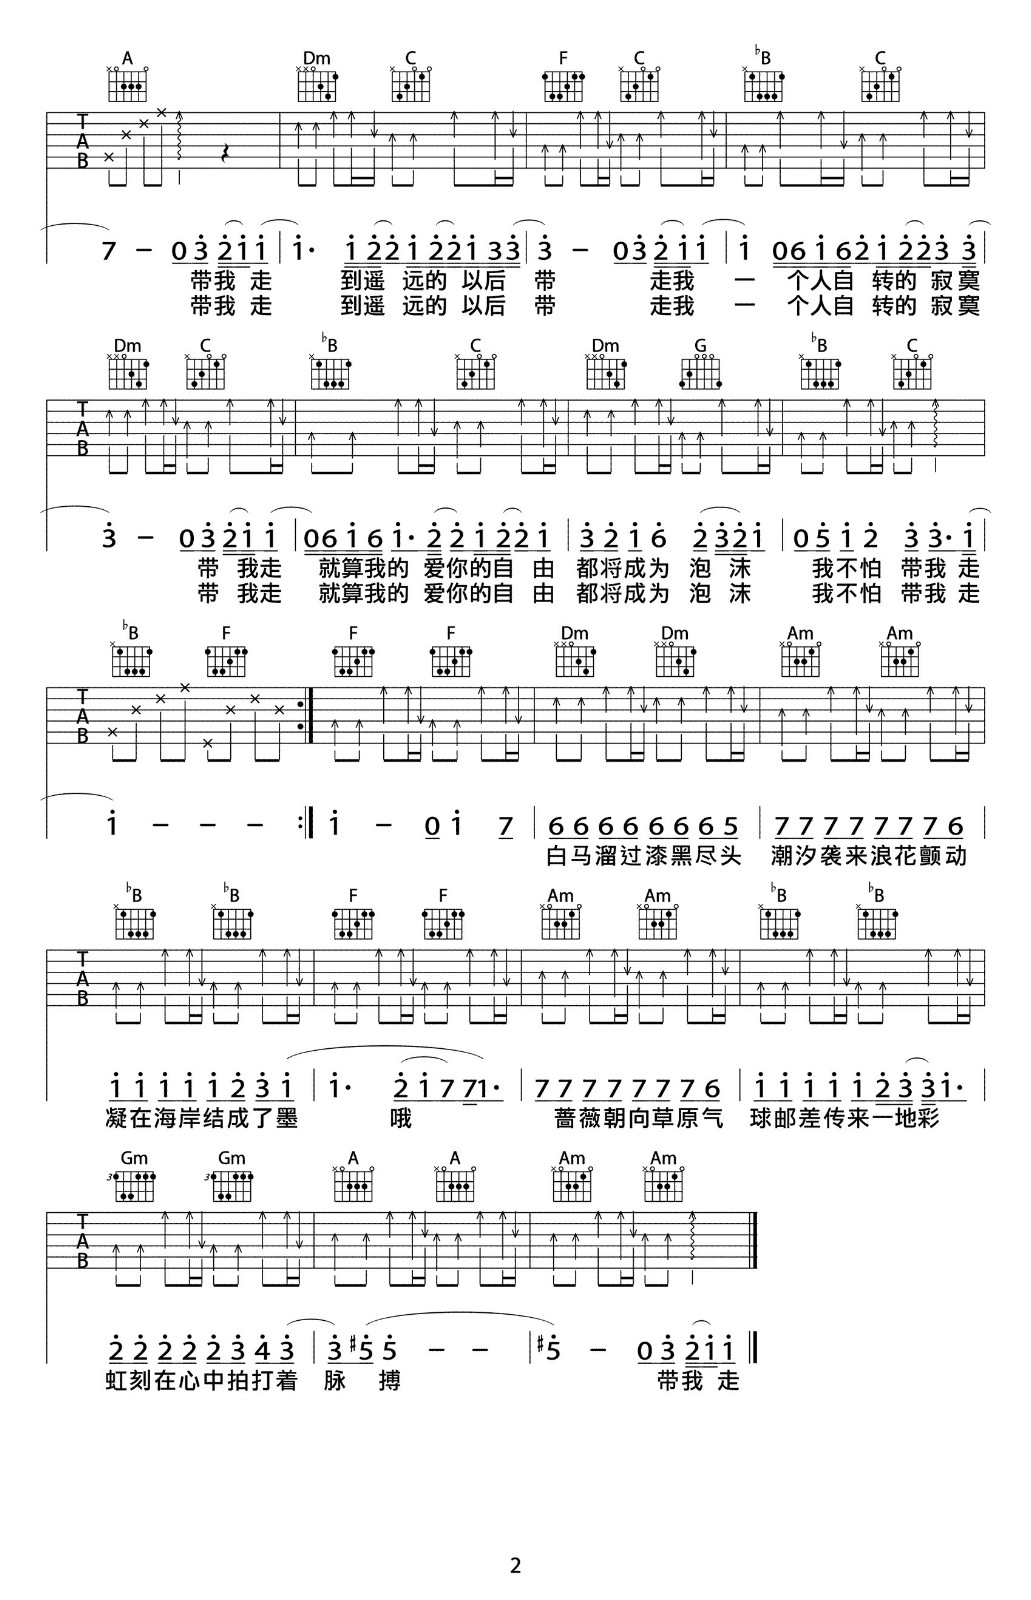 A Dm C F C ♭B C
T
A
B
7 – 0 3 2 1 1 | 1· 1 2 2 1 2 2 1 3 3 | 3 – 0 3 2 1 1 | 1 0 6 1 6 2 1 2 2 3 3
带我 走 到遥 远的 以后 带 走我 一 个人自 转的 寂寞
带我 走 到遥 远的 以后 带 走我 一 个人自 转的 寂寞
Dm C ♭B C Dm G ♭B C
T
A
B
3 – 0 3 2 1 1 | 0 6 1 6 1· 2 2 1 2 2 1 | 3 2 1 6 2 3 2 1 | 0 5 1 2 3 3· 1
带 我走 就算我的 爱你的自 由 都将成为 泡 沫 我不怕 带我 走
带 我走 就算我的 爱你的自 由 都将成为 泡 沫 我不怕 带我 走
♭B F F F Dm Dm Am Am
T
A
B
1 – – – :| 1 – 0 1 7 | 6 6 6 6 6 6 6 5 | 7 7 7 7 7 7 7 6
白马溜过漆黑尽头 潮汐袭来浪花颤动
♭B ♭B F F Am Am ♭B ♭B
T
A
B
1 1 1 1 1 2 3 1 | 1· 2 1 7 7 1· | 7 7 7 7 7 7 7 6 | 1 1 1 1 1 2 3 3 1·
凝在海岸结成了墨 哦 蔷薇朝向草原气 球邮差传来一地彩
3 Gm 3 Gm A A Am Am
T
A
B
2 2 2 2 2 3 4 3 | 3 #5 5 – – | #5 – 0 3 2 1 1
虹刻在心中拍打着 脉 搏 带我 走
2